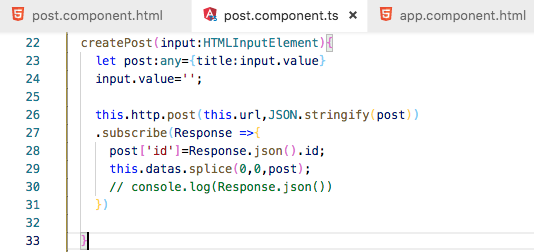 post.component.html post.component.ts × app.component.html
22 createPost(input:HTMLInputElement){
23 let post:any={title:input.value}
24 input.value='';
25
26 this.http.post(this.url,JSON.stringify(post))
27 .subscribe(Response =>{
28 post['id']=Response.json().id;
29 this.datas.splice(0,0,post);
30 // console.log(Response.json())
31 })
32
33 }